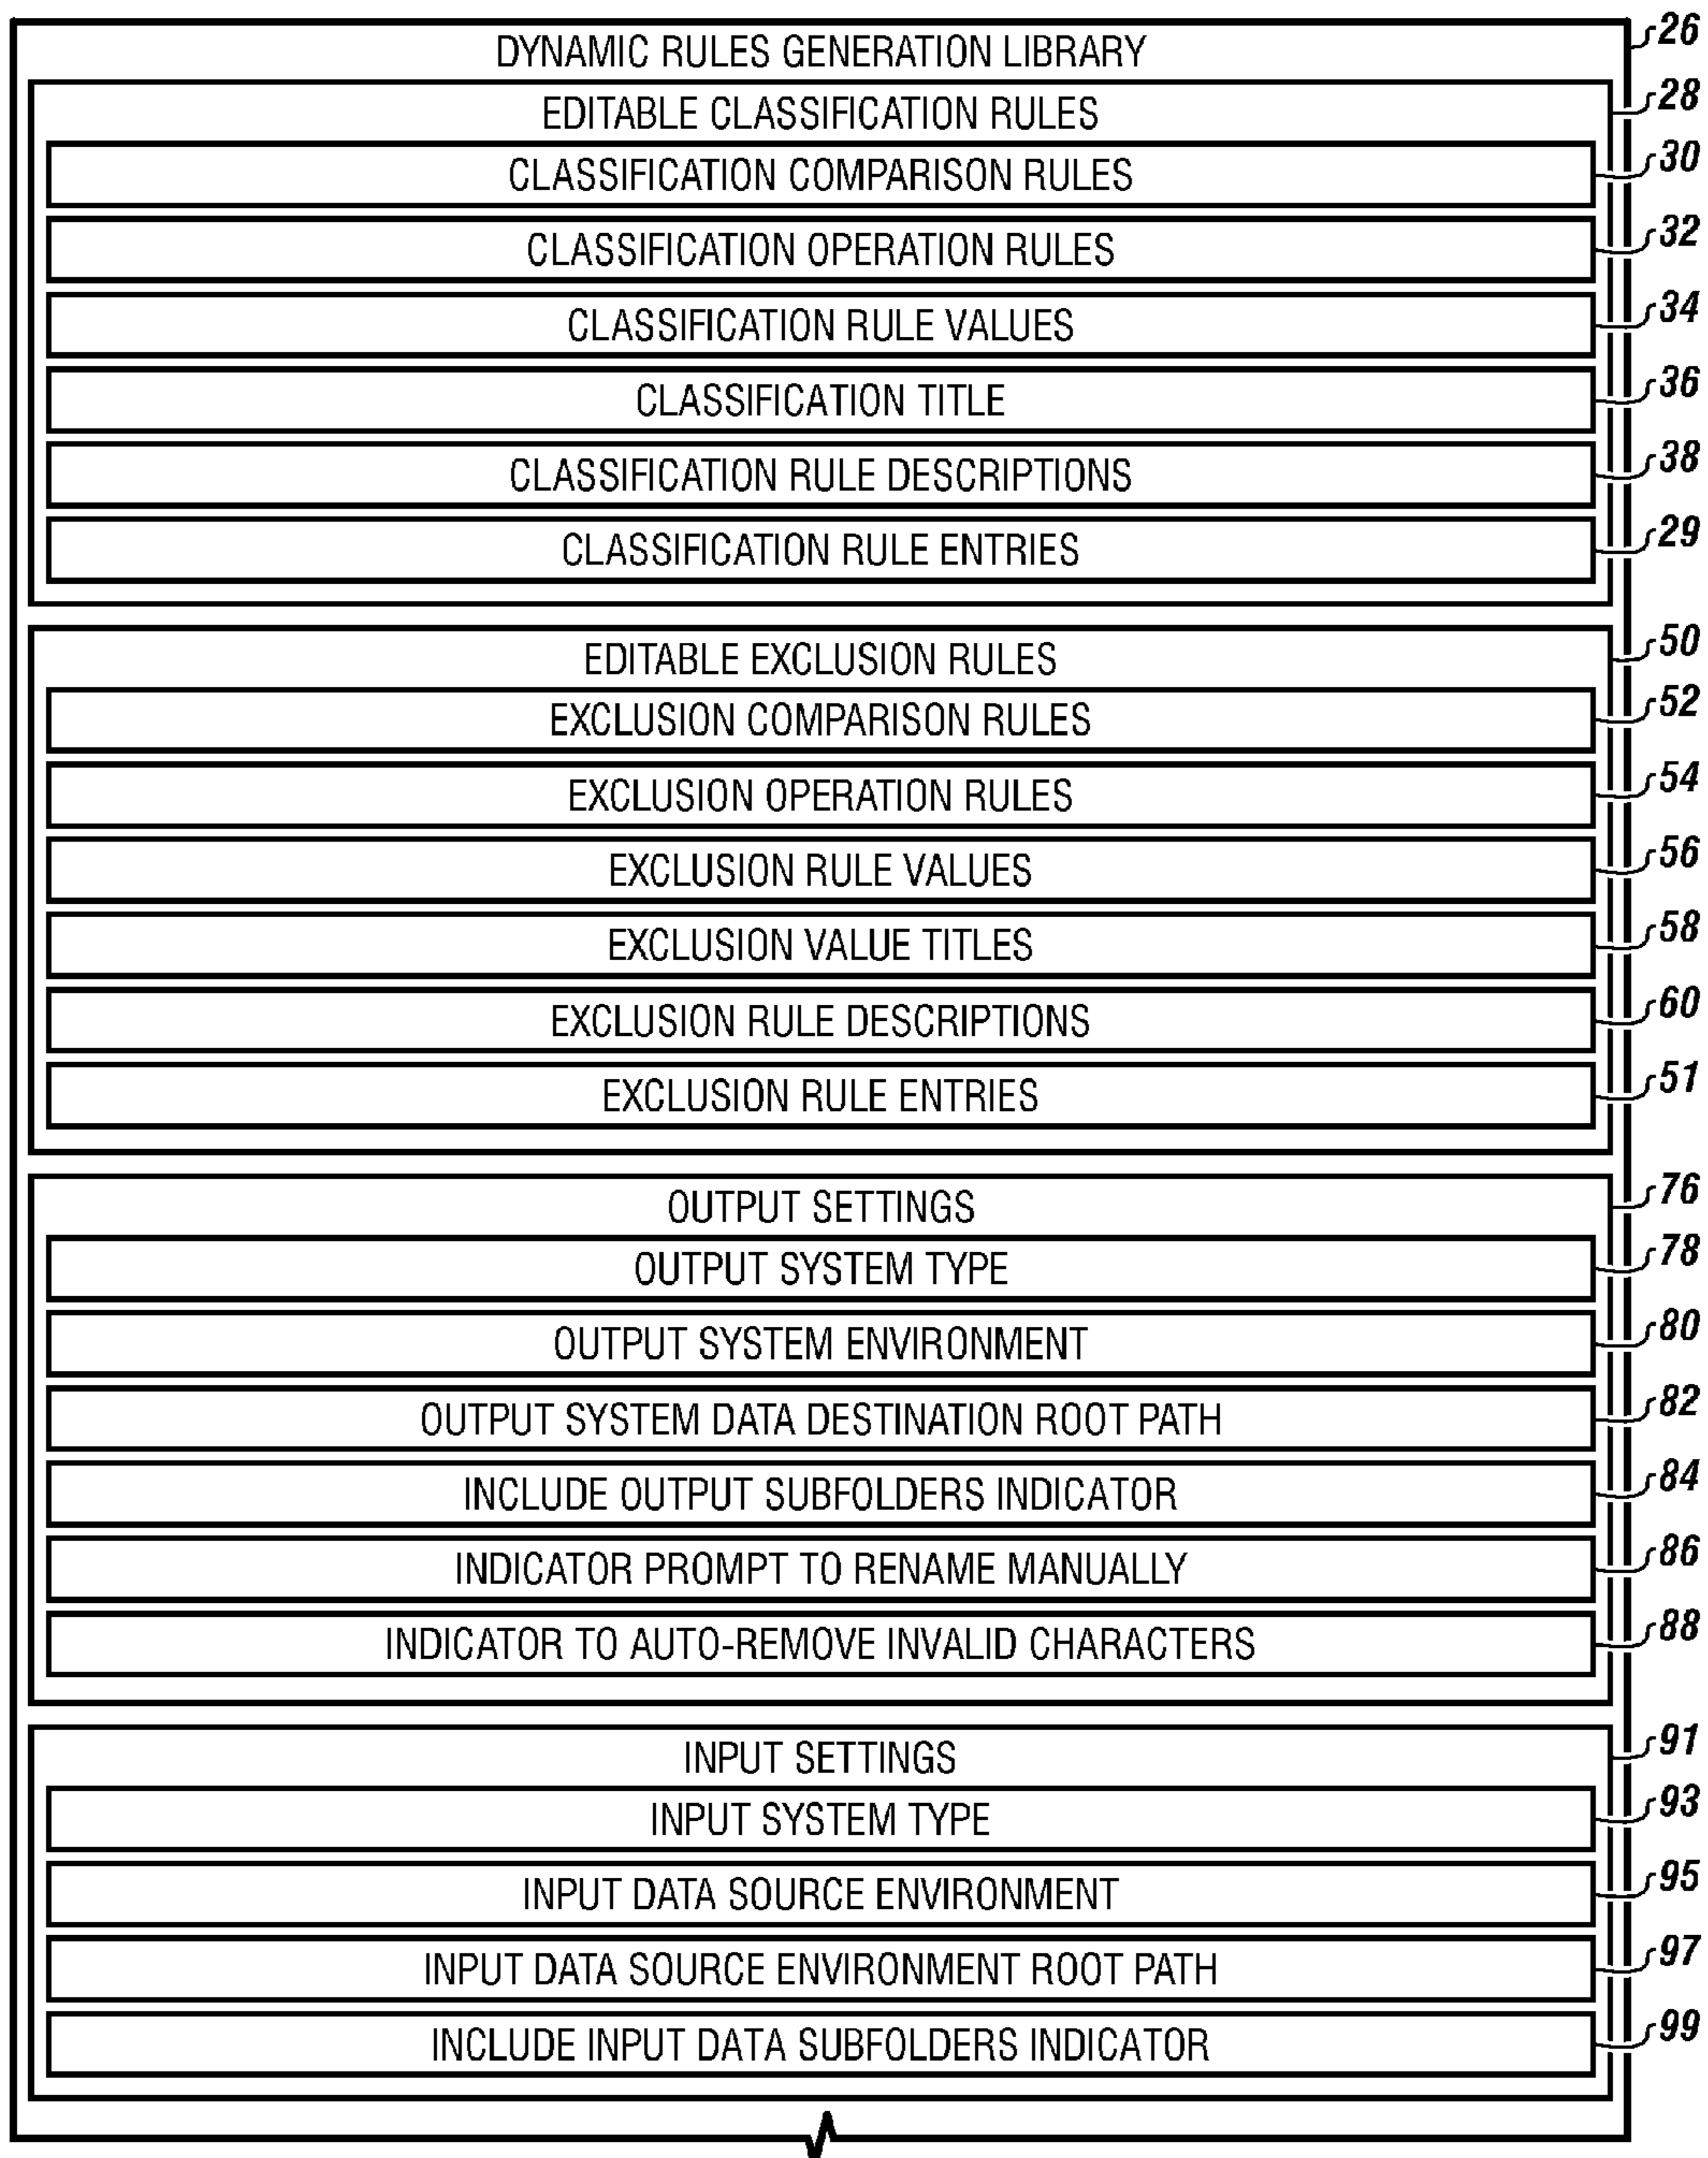 26
DYNAMIC RULES GENERATION LIBRARY
28
EDITABLE CLASSIFICATION RULES
30
CLASSIFICATION COMPARISON RULES
32
CLASSIFICATION OPERATION RULES
34
CLASSIFICATION RULE VALUES
36
CLASSIFICATION TITLE
38
CLASSIFICATION RULE DESCRIPTIONS
29
CLASSIFICATION RULE ENTRIES
50
EDITABLE EXCLUSION RULES
52
EXCLUSION COMPARISON RULES
54
EXCLUSION OPERATION RULES
56
EXCLUSION RULE VALUES
58
EXCLUSION VALUE TITLES
60
EXCLUSION RULE DESCRIPTIONS
51
EXCLUSION RULE ENTRIES
76
OUTPUT SETTINGS
78
OUTPUT SYSTEM TYPE
80
OUTPUT SYSTEM ENVIRONMENT
82
OUTPUT SYSTEM DATA DESTINATION ROOT PATH
84
INCLUDE OUTPUT SUBFOLDERS INDICATOR
86
INDICATOR PROMPT TO RENAME MANUALLY
88
INDICATOR TO AUTO-REMOVE INVALID CHARACTERS
91
INPUT SETTINGS
93
INPUT SYSTEM TYPE
95
INPUT DATA SOURCE ENVIRONMENT
97
INPUT DATA SOURCE ENVIRONMENT ROOT PATH
99
INCLUDE INPUT DATA SUBFOLDERS INDICATOR